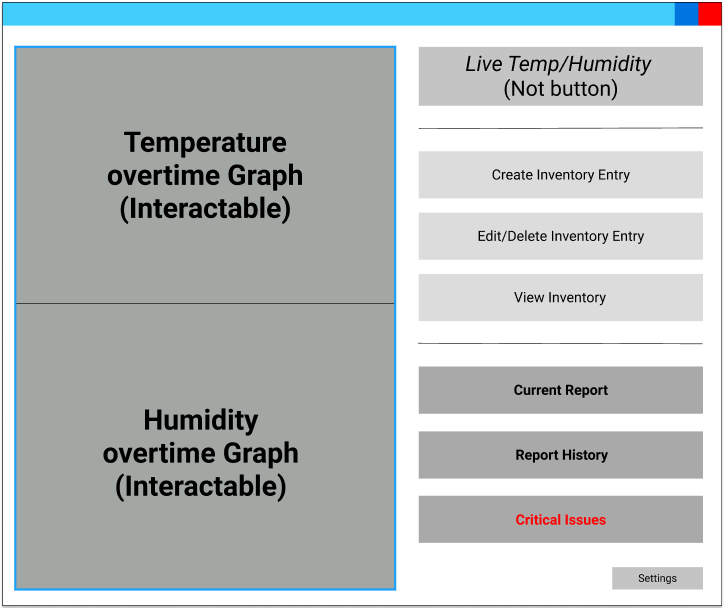 Temperature
overtime Graph
(Interactable)
Humidity
overtime Graph
(Interactable)
Live Temp/Humidity
(Not button)
Create Inventory Entry
Edit/Delete Inventory Entry
View Inventory
Current Report
Report History
Critical Issues
Settings